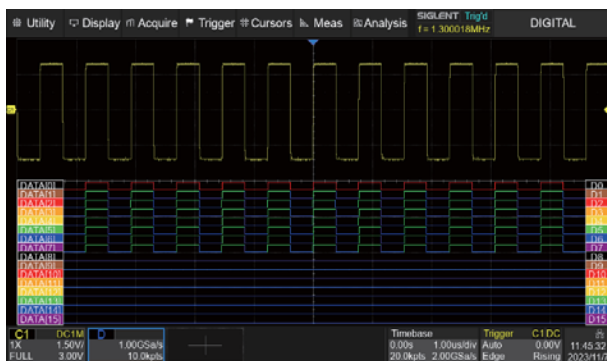 Utility Display Acquire Trigger Cursors Meas Analysis SIGLENT Trig'd DIGITAL
f = 1.300018MHz
DATA[0] D0
DATA[1] D1
DATA[2] D2
DATA[3] D3
DATA[4] D4
DATA[5] D5
DATA[6] D6
DATA[7] D7
DATA[8] D8
DATA[9] D9
DATA[10] D10
DATA[11] D11
DATA[12] D12
DATA[13] D13
DATA[14] D14
DATA[15] D15
C1 DC1M D Timebase Trigger C1 DC
1X 1.50V/ 1.00GSa/s 0.00s 1.00us/div Auto 0.00V 11:45:32
FULL 3.00V 10.0kpts 20.0kpts 2.00GSa/s Edge Rising